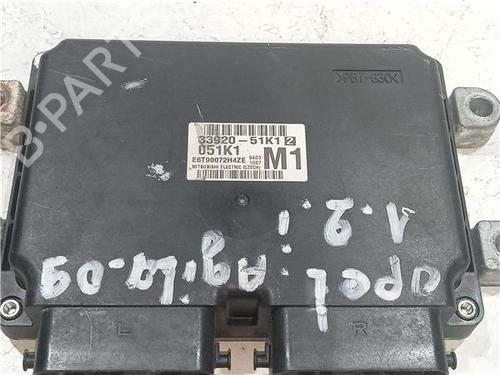 >PBT-G30<
33920-51K1 2
051K1
E6T90072H4ZE
M1
MITSUBISHI ELECTRIC (CZECH)
1.2.i
opel Agila-09
L
R
B-PARTS